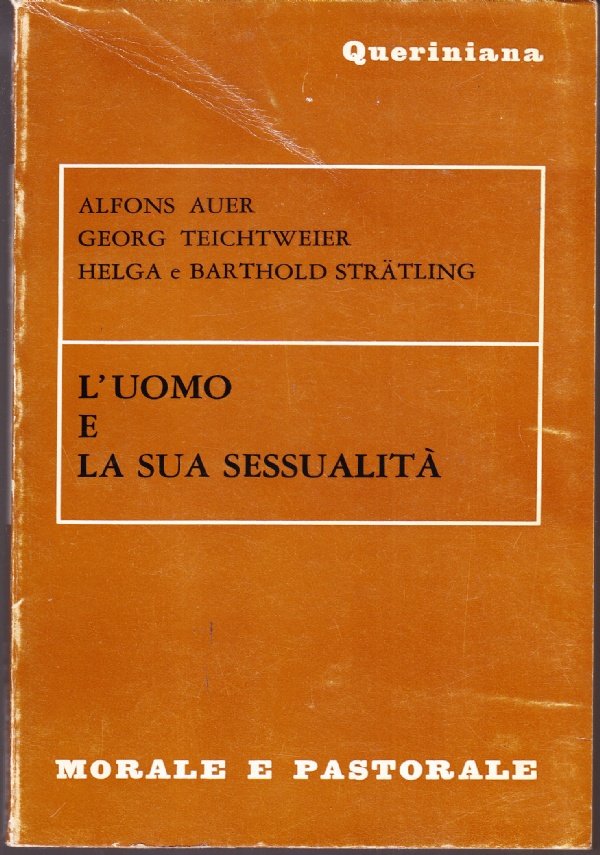 Queriniana
ALFONS AUER
GEORG TEICHTWEIER
HELGA e BARTHOLD STRÄTLING
L'UOMO
E
LA SUA SESSUALITÀ
MORALE E PASTORALE